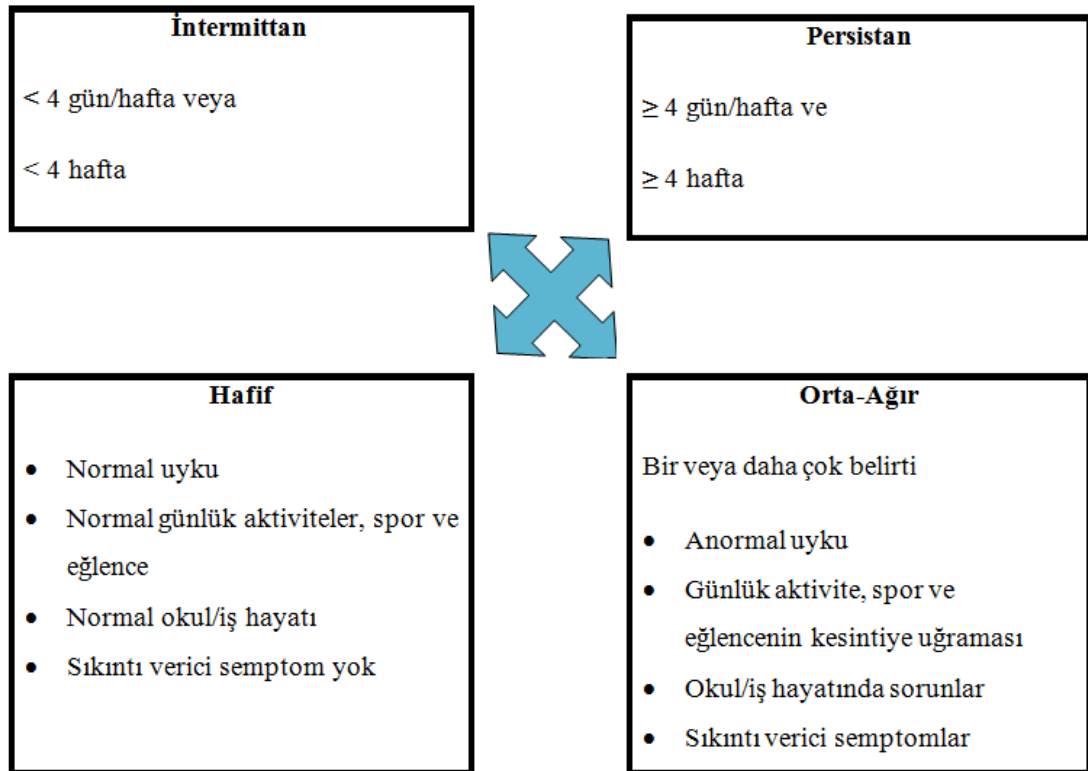 İntermittan
< 4 gün/hafta veya
< 4 hafta
Persistan
≥ 4 gün/hafta ve
≥ 4 hafta
Hafif
• Normal uyku
• Normal günlük aktiviteler, spor ve
eğlence
• Normal okul/iş hayatı
• Sıkıntı verici semptom yok
Orta-Ağır
Bir veya daha çok belirti
• Anormal uyku
• Günlük aktivite, spor ve
eğlencenin kesintiye uğraması
• Okul/iş hayatında sorunlar
• Sıkıntı verici semptomlar